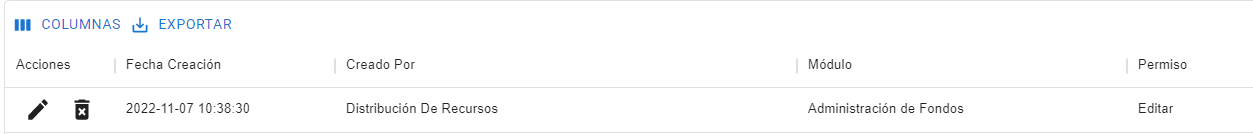 COLUMNAS EXPORTAR
Acciones Fecha Creación Creado Por Módulo Permiso
2022-11-07 10:38:30 Distribución De Recursos Administración de Fondos Editar